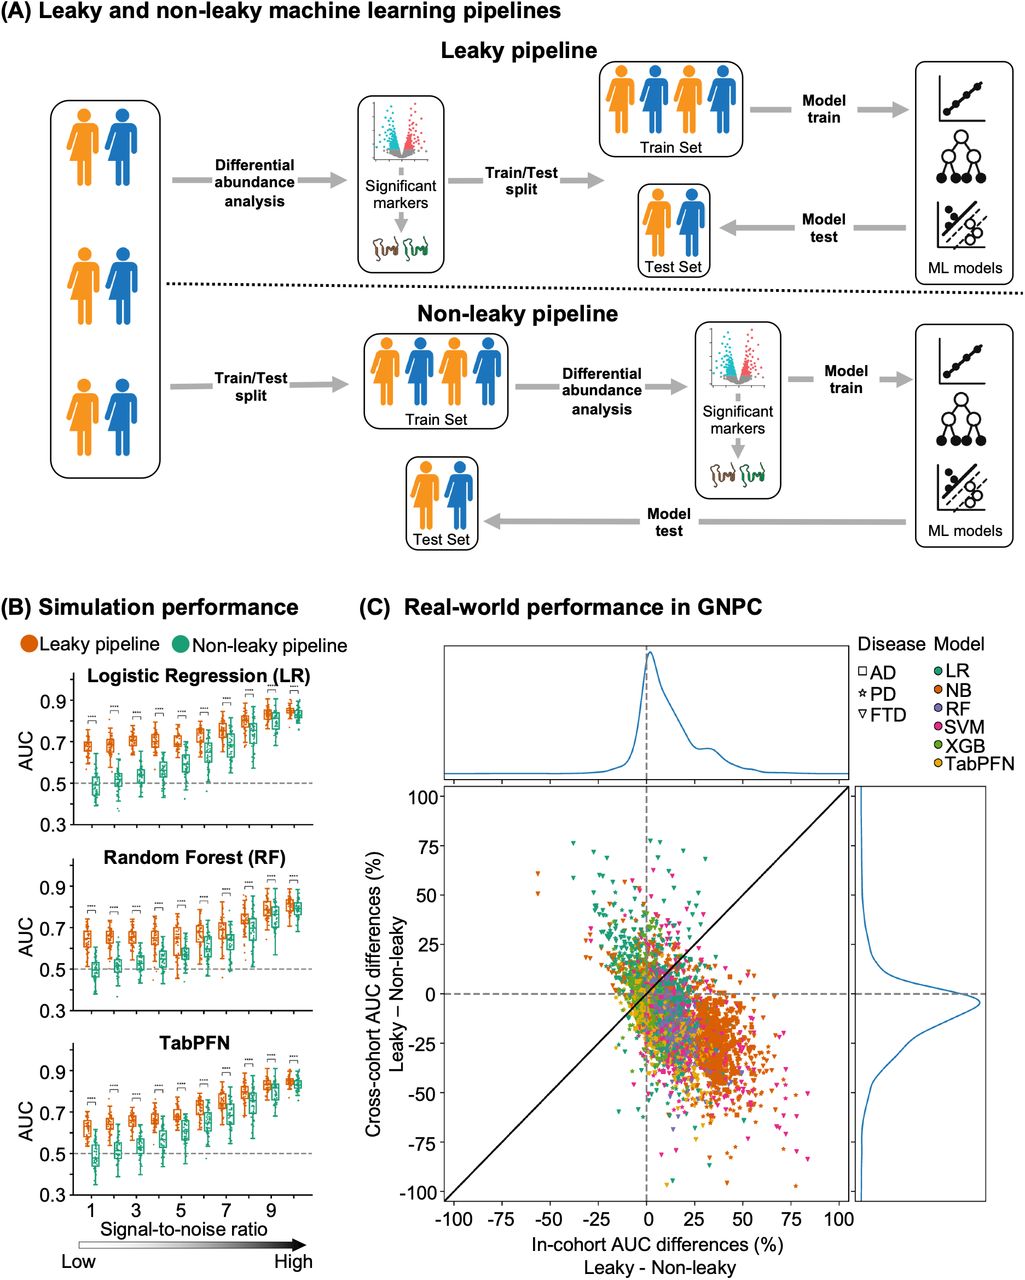 (A) Leaky and non-leaky machine learning pipelines
Leaky pipeline
Differential
abundance
analysis
Significant
markers
Train/Test
split
Train Set
Model
train
Test Set
Model
test
ML models
Non-leaky pipeline
Train/Test
split
Train Set
Differential
abundance
analysis
Significant
markers
Model
train
Test Set
Model
test
ML models
(B) Simulation performance
Leaky pipeline
Non-leaky pipeline
Logistic Regression (LR)
AUC
0.9
0.7
0.5
0.3
****
****
****
****
****
****
****
****
****
****
Random Forest (RF)
AUC
0.9
0.7
0.5
0.3
****
****
****
****
****
****
****
****
****
****
TabPFN
AUC
0.9
0.7
0.5
0.3
****
****
****
****
****
****
****
****
****
****
1 3 5 7 9
Signal-to-noise ratio
Low High
(C) Real-world performance in GNPC
Disease
AD
PD
FTD
Model
LR
NB
RF
SVM
XGB
TabPFN
Cross-cohort AUC differences (%)
Leaky – Non-leaky
100
75
50
25
0
-25
-50
-75
-100
-100 -75 -50 -25 0 25 50 75 100
In-cohort AUC differences (%)
Leaky - Non-leaky